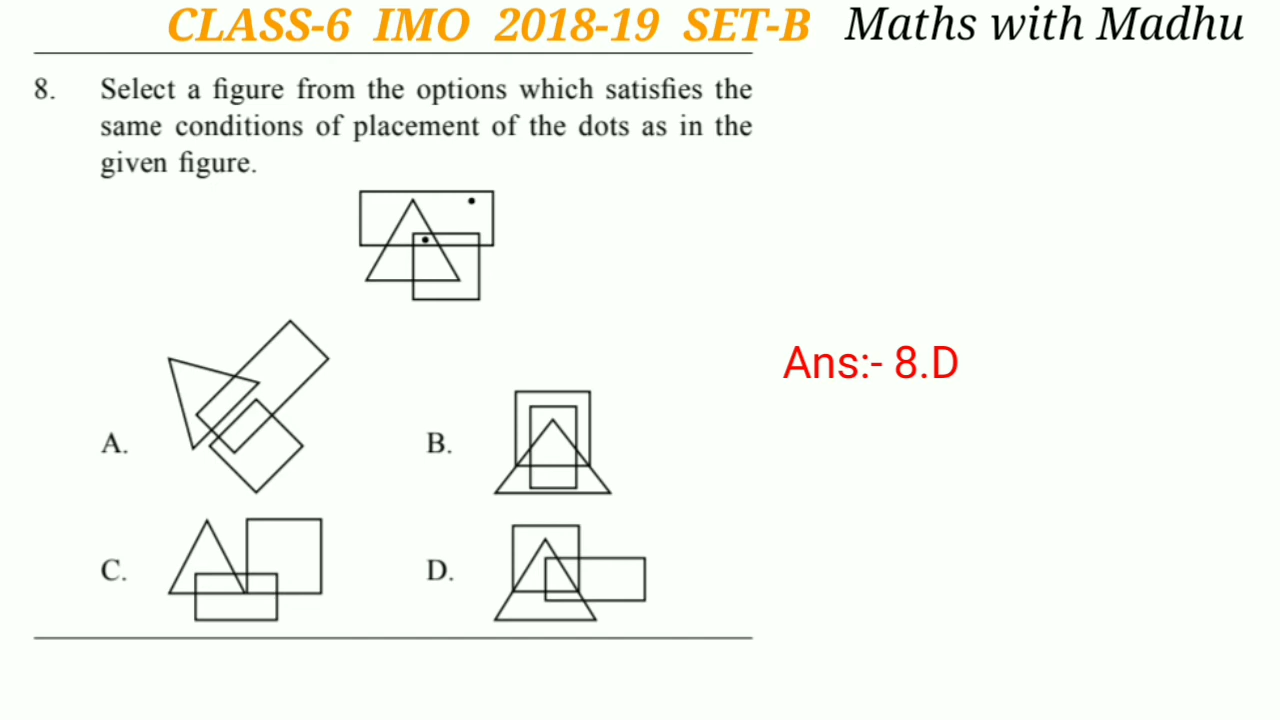 CLASS-6 IMO 2018-19 SET-B Maths with Madhu
8. Select a figure from the options which satisfies the
same conditions of placement of the dots as in the
given figure.
Ans:- 8.D
A. B.
C. D.